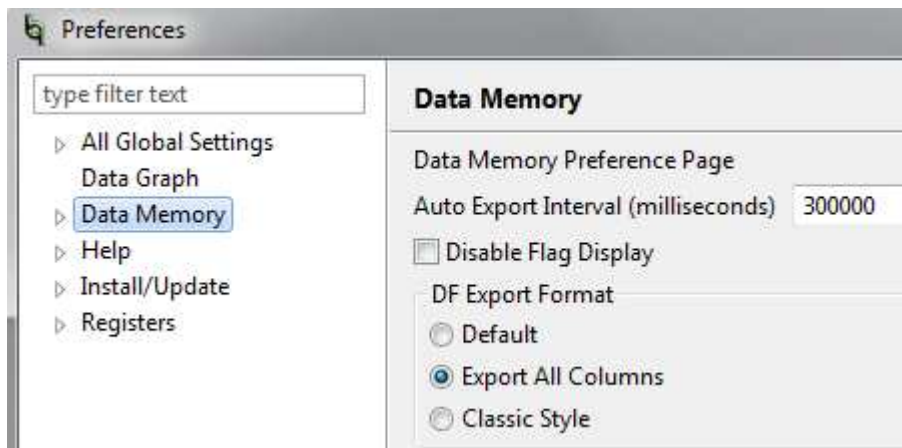 Preferences
type filter text
All Global Settings
Data Graph
Data Memory
Help
Install/Update
Registers
Data Memory
Data Memory Preference Page
Auto Export Interval (milliseconds) 300000
Disable Flag Display
DF Export Format
Default
Export All Columns
Classic Style